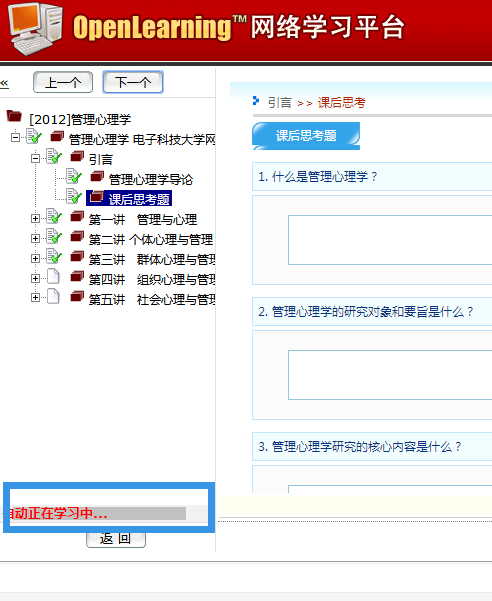 OpenLearning™网络学习平台
«
上一个
下一个
[2012]管理心理学
管理心理学 电子科技大学网
引言
管理心理学导论
课后思考题
第一讲 管理与心理
第二讲 个体心理与管理
第三讲 群体心理与管理
第四讲 组织心理与管理
第五讲 社会心理与管理
自动正在学习中...
返 回
引言 >> 课后思考
课后思考题
1. 什么是管理心理学？
2. 管理心理学的研究对象和要旨是什么？
3. 管理心理学研究的核心内容是什么？